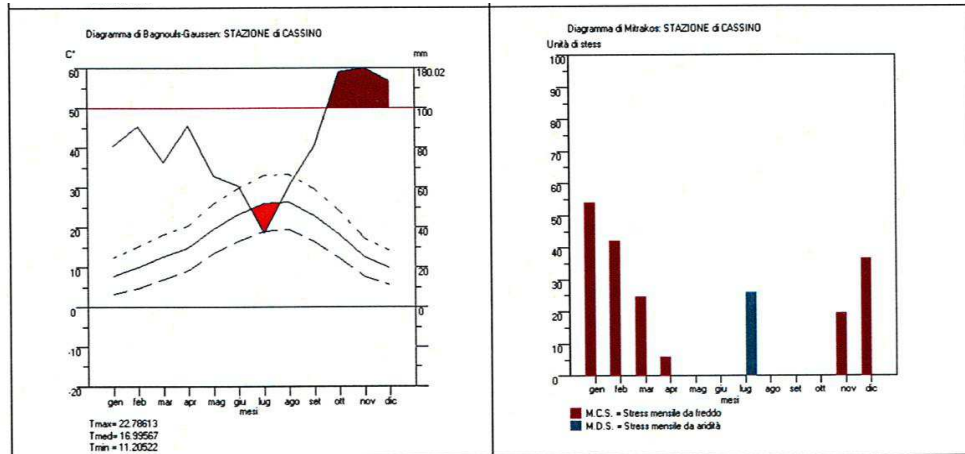 Diagramma di Bagnouls-Gaussen: STAZIONE di CASSINO
C° mm
60 180.02
50 100
40 80
30 60
20 40
10 20
0 0
-10
-20
gen feb mar apr mag giu lug ago set ott nov dic
mesi
Tmax= 22.78613
Tmed= 16.99567
Tmin = 11.20522
Diagramma di Mitrakos: STAZIONE di CASSINO
Unità di stess
100
90
80
70
60
50
40
30
20
10
0
gen feb mar apr mag giu lug ago set ott nov dic
mesi
M.C.S. = Stress mensile da freddo
M.D.S. = Stress mensile da aridità